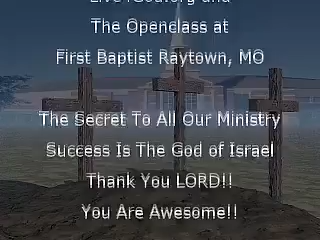 and
The Openclass at
First Baptist Raytown, MO
The Secret To All Our Ministry
Success Is The God of Israel
Thank You LORD!!
You Are Awesome!!